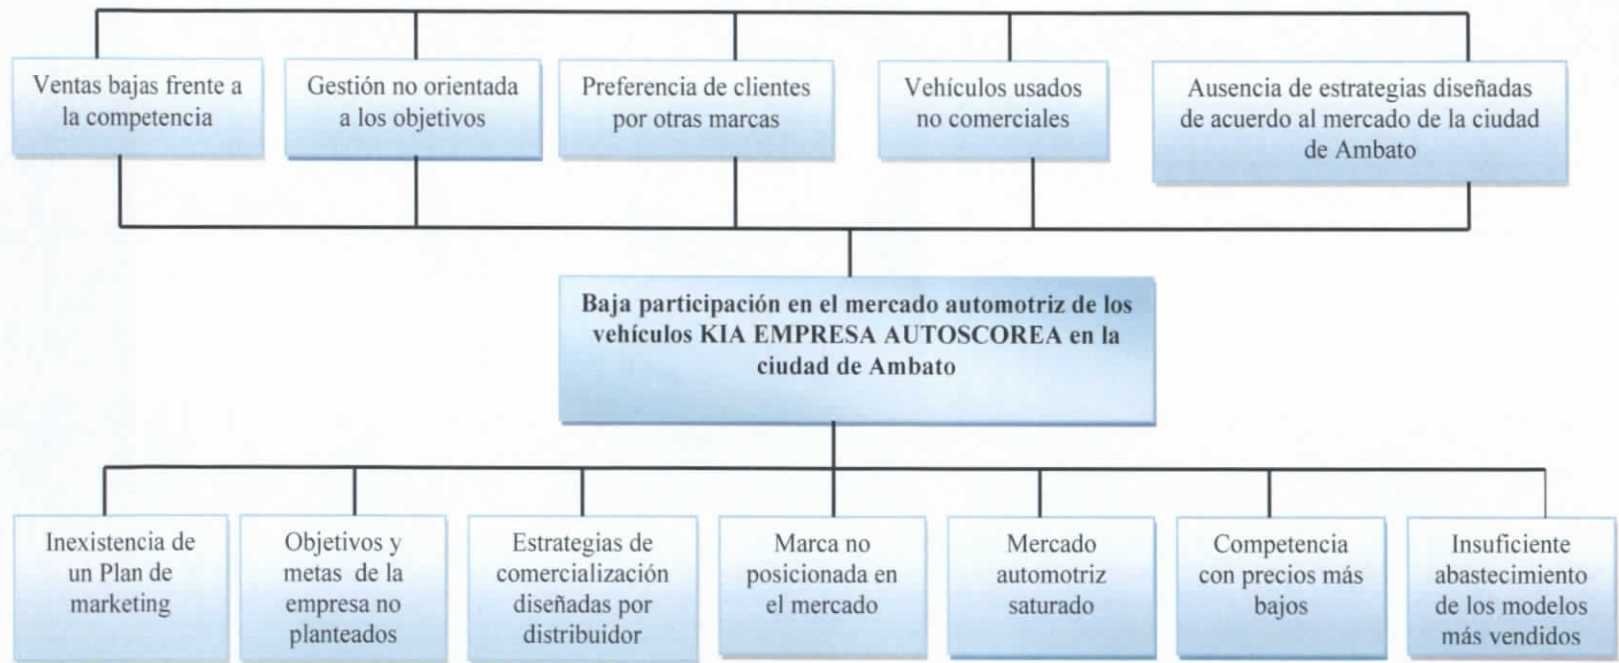 Ventas bajas frente a
la competencia
Gestión no orientada
a los objetivos
Preferencia de clientes
por otras marcas
Vehículos usados
no comerciales
Ausencia de estrategias diseñadas
de acuerdo al mercado de la ciudad
de Ambato
Baja participación en el mercado automotriz de los
vehículos KIA EMPRESA AUTOSCOREA en la
ciudad de Ambato
Inexistencia de
un Plan de
marketing
Objetivos y
metas de la
empresa no
planteados
Estrategias de
comercialización
diseñadas por
distribuidor
Marca no
posicionada en
el mercado
Mercado
automotriz
saturado
Competencia
con precios más
bajos
Insuficiente
abastecimiento
de los modelos
más vendidos